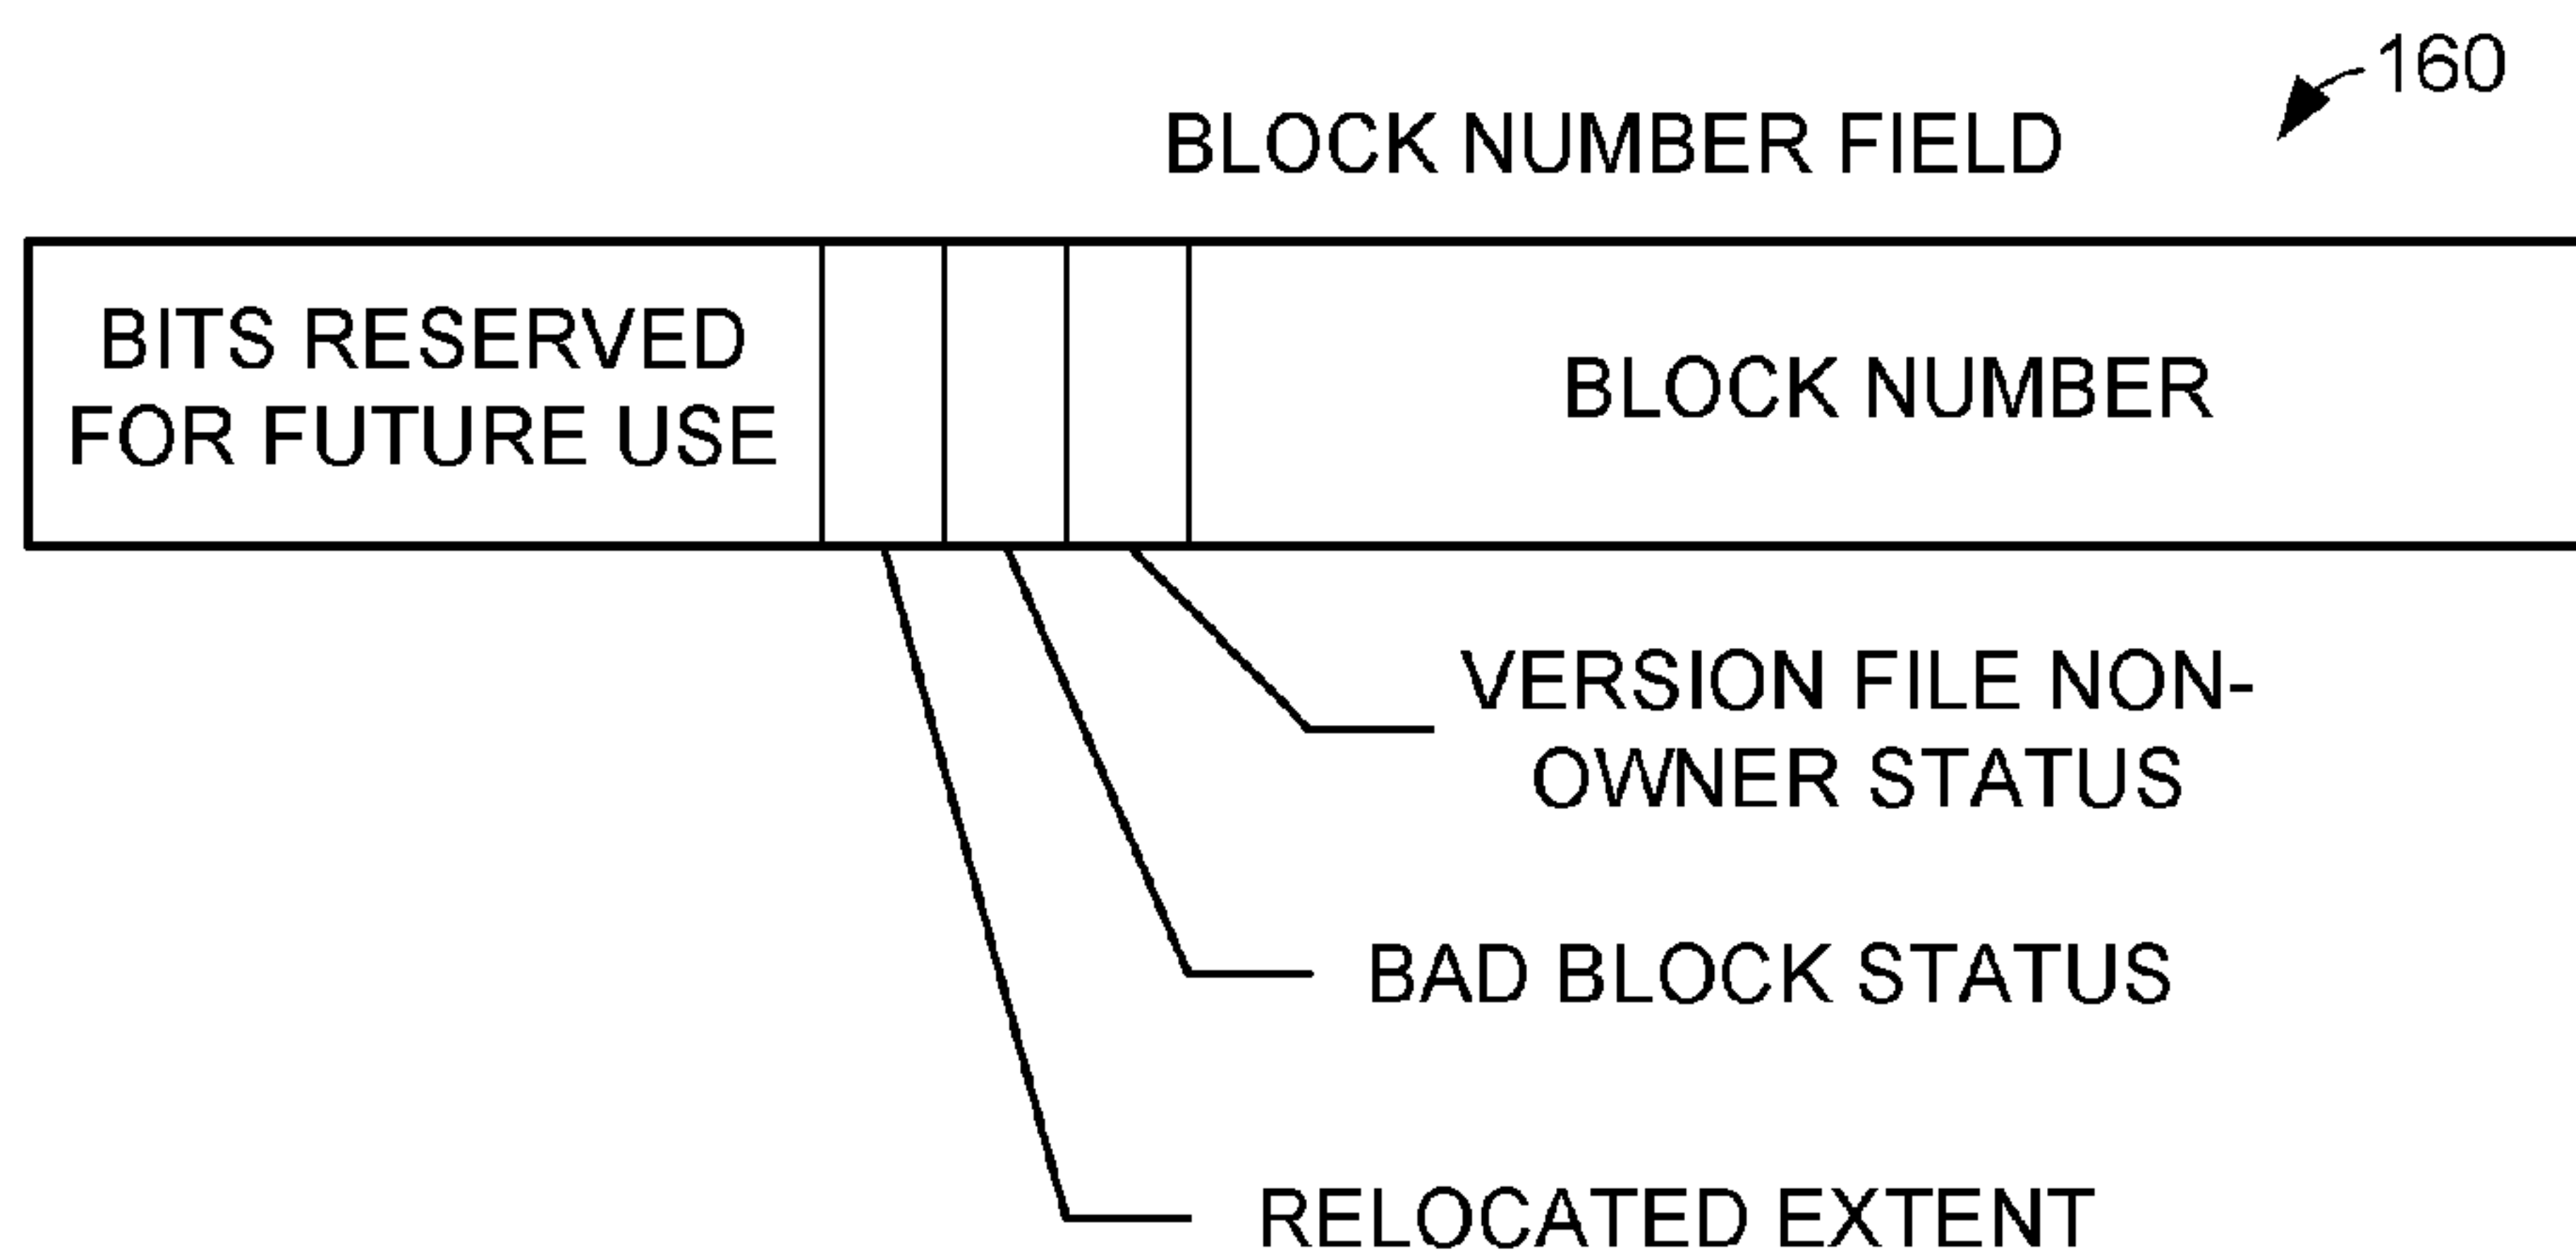 160
BLOCK NUMBER FIELD
BITS RESERVED
FOR FUTURE USE
BLOCK NUMBER
VERSION FILE NON-
OWNER STATUS
BAD BLOCK STATUS
RELOCATED EXTENT